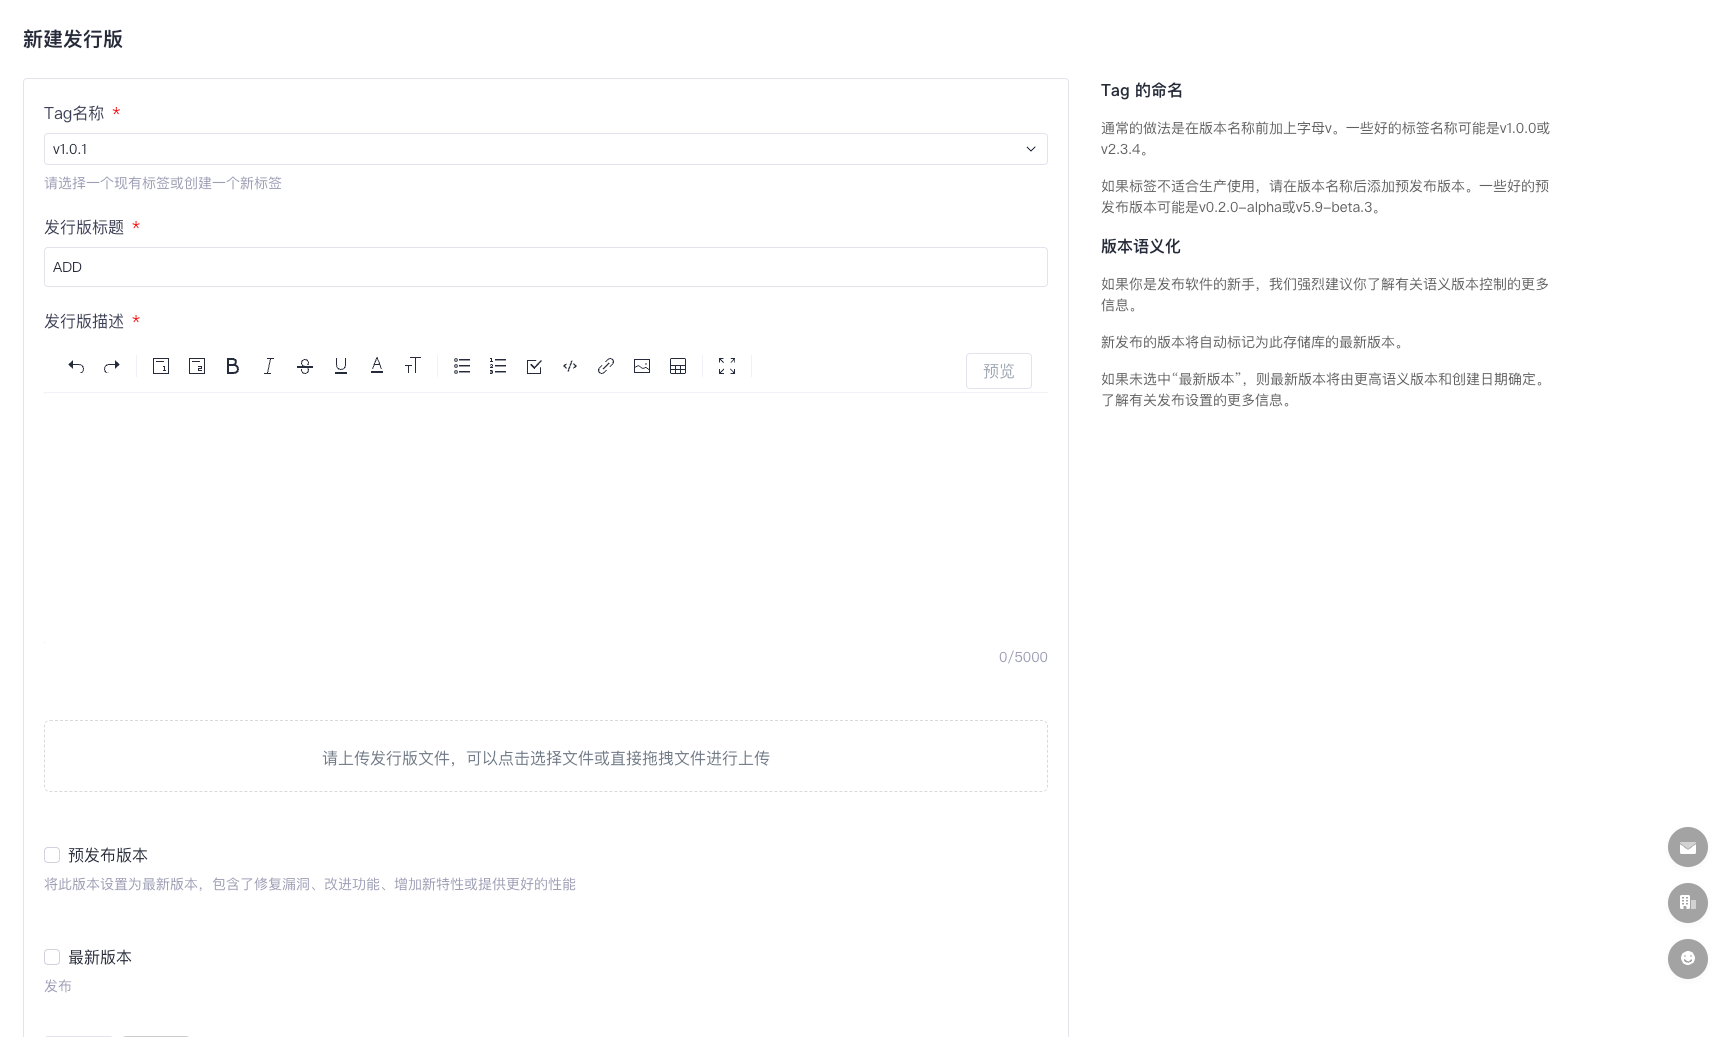 新建发行版
Tag名称 *
v1.0.1
请选择一个现有标签或创建一个新标签
发行版标题 *
ADD
发行版描述 *
预览
0/5000
请上传发行版文件，可以点击选择文件或直接拖拽文件进行上传
预发布版本
将此版本设置为最新版本，包含了修复漏洞、改进功能、增加新特性或提供更好的性能
最新版本
发布
Tag 的命名
通常的做法是在版本名称前加上字母v。一些好的标签名称可能是v1.0.0或
v2.3.4。
如果标签不适合生产使用，请在版本名称后添加预发布版本。一些好的预
发布版本可能是v0.2.0-alpha或v5.9-beta.3。
版本语义化
如果你是发布软件的新手，我们强烈建议你了解有关语义版本控制的更多
信息。
新发布的版本将自动标记为此存储库的最新版本。
如果未选中“最新版本”，则最新版本将由更高语义版本和创建日期确定。
了解有关发布设置的更多信息。